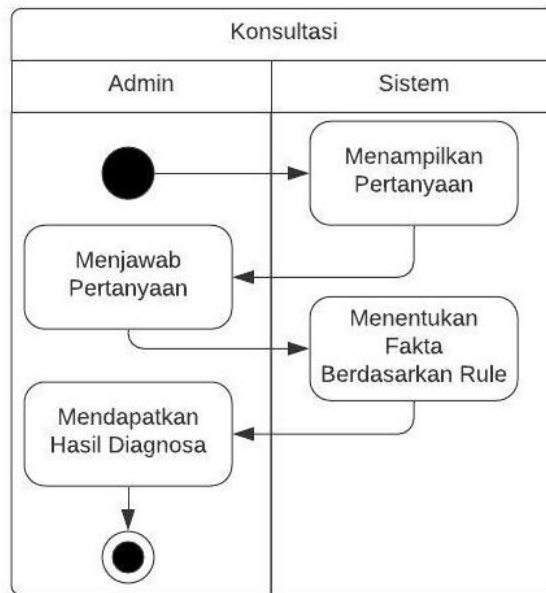 Konsultasi
Admin
Sistem
Menampilkan
Pertanyaan
Menjawab
Pertanyaan
Menentukan
Fakta
Berdasarkan Rule
Mendapatkan
Hasil Diagnosa